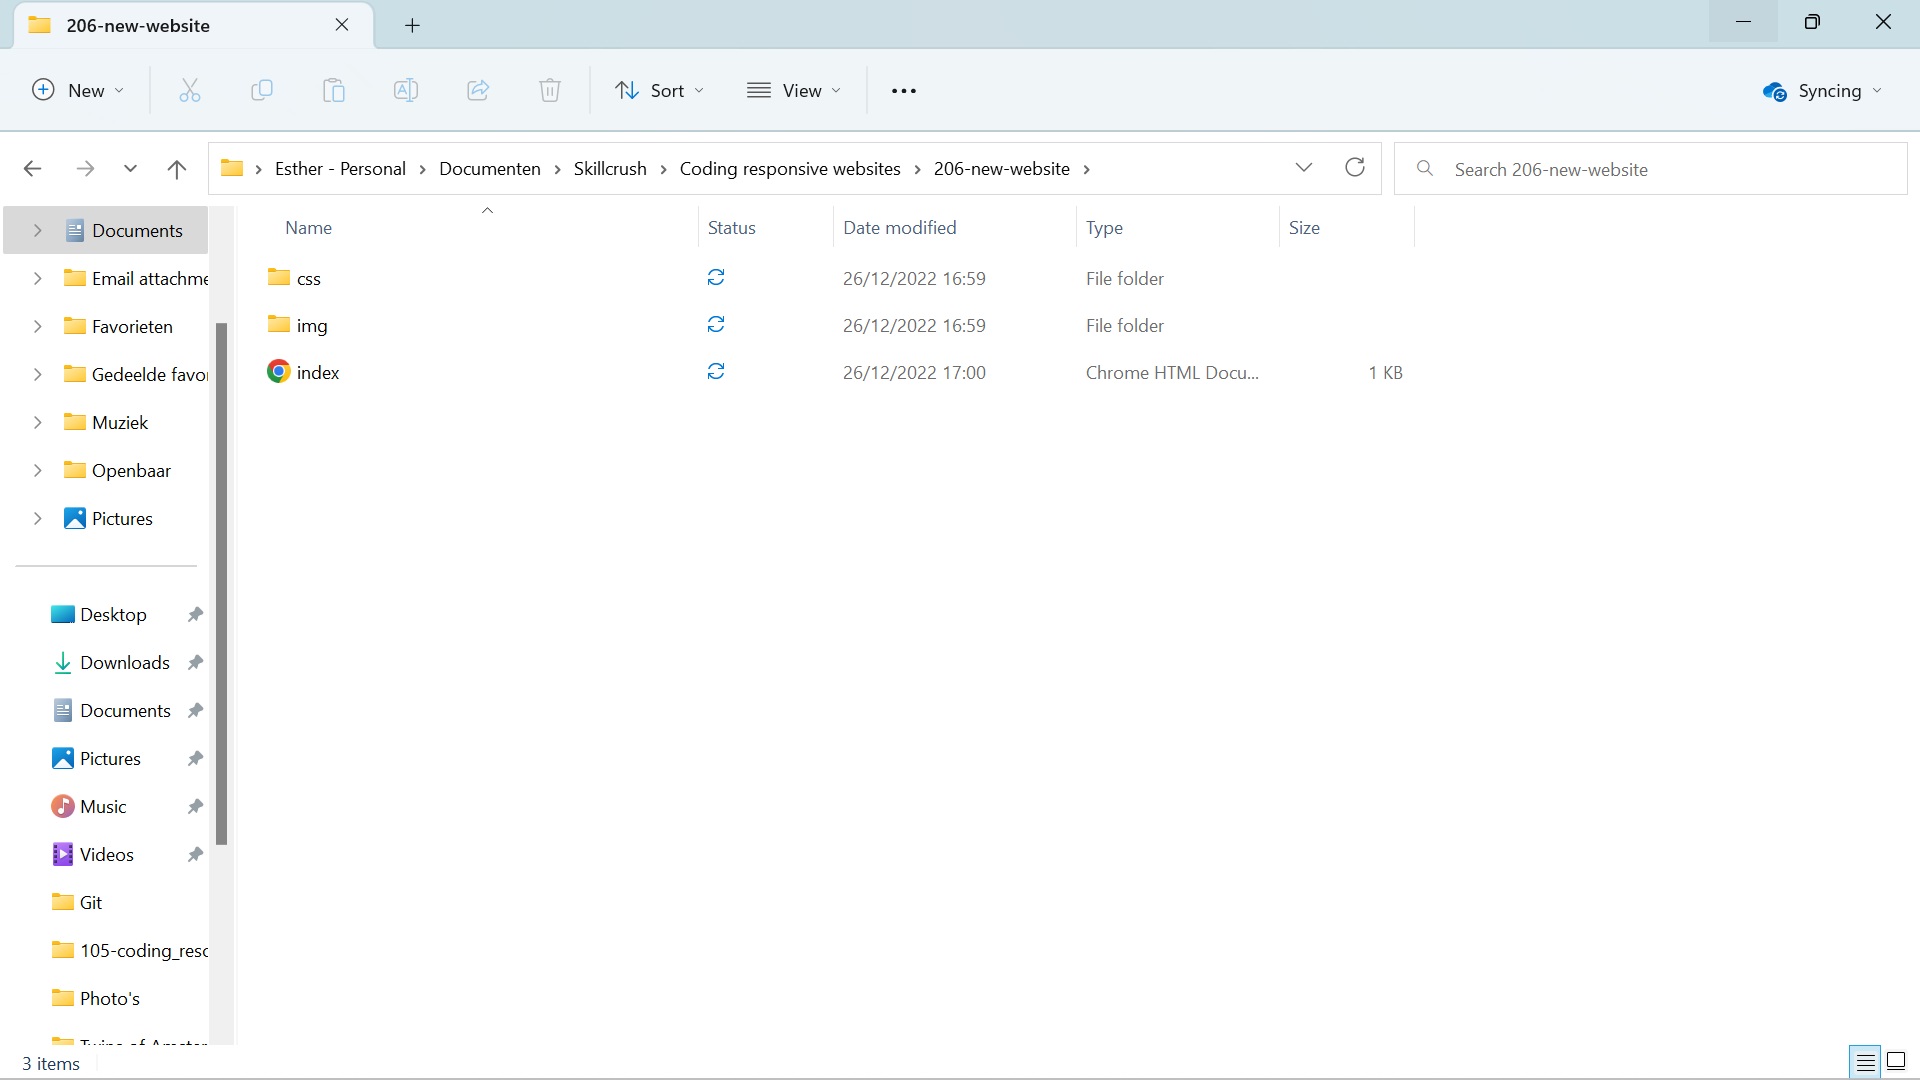 206-new-website
New
Sort
View
Syncing
Esther - Personal > Documenten > Skillcrush > Coding responsive websites > 206-new-website >
Search 206-new-website
Name Status Date modified Type Size
css 26/12/2022 16:59 File folder
img 26/12/2022 16:59 File folder
index 26/12/2022 17:00 Chrome HTML Docu... 1 KB
Documents
Email attachme
Favorieten
Gedeelde favo
Muziek
Openbaar
Pictures
Desktop
Downloads
Documents
Pictures
Music
Videos
Git
105-coding_reso
Photo's
3 items